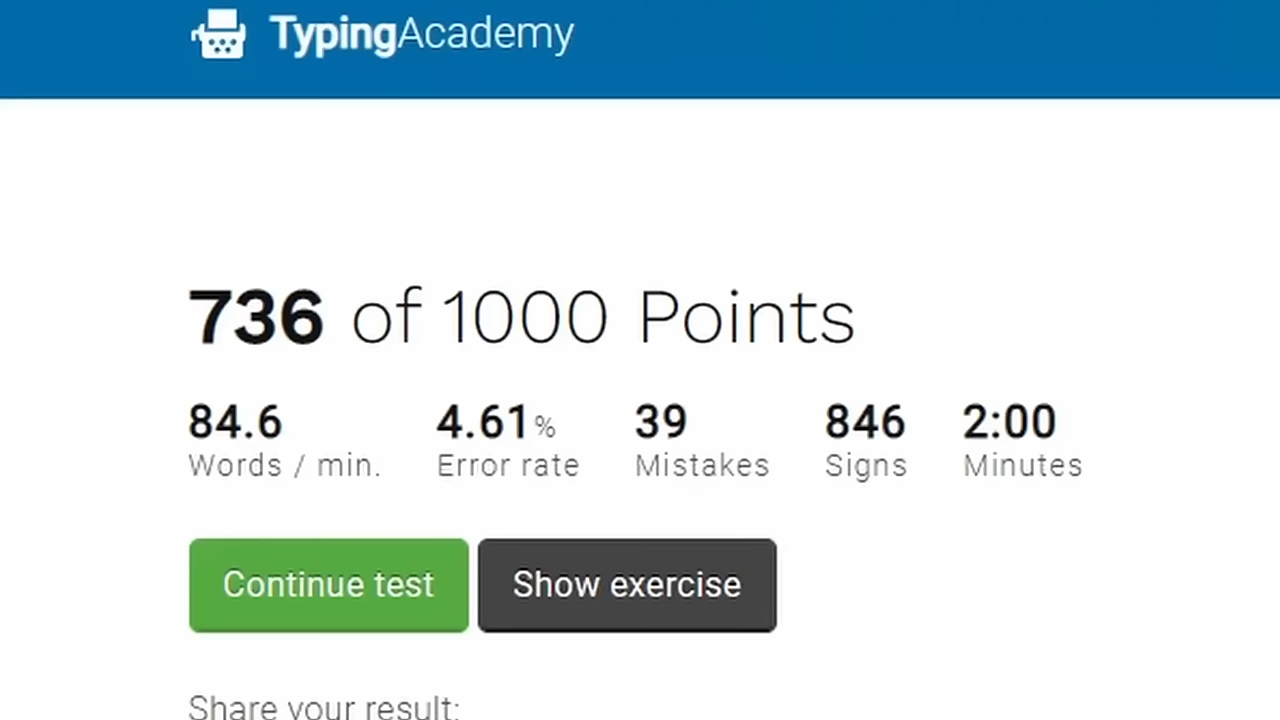 TypingAcademy
736 of 1000 Points
84.6 4.61% 39 846 2:00
Words / min. Error rate Mistakes Signs Minutes
Continue test Show exercise
Share your result: